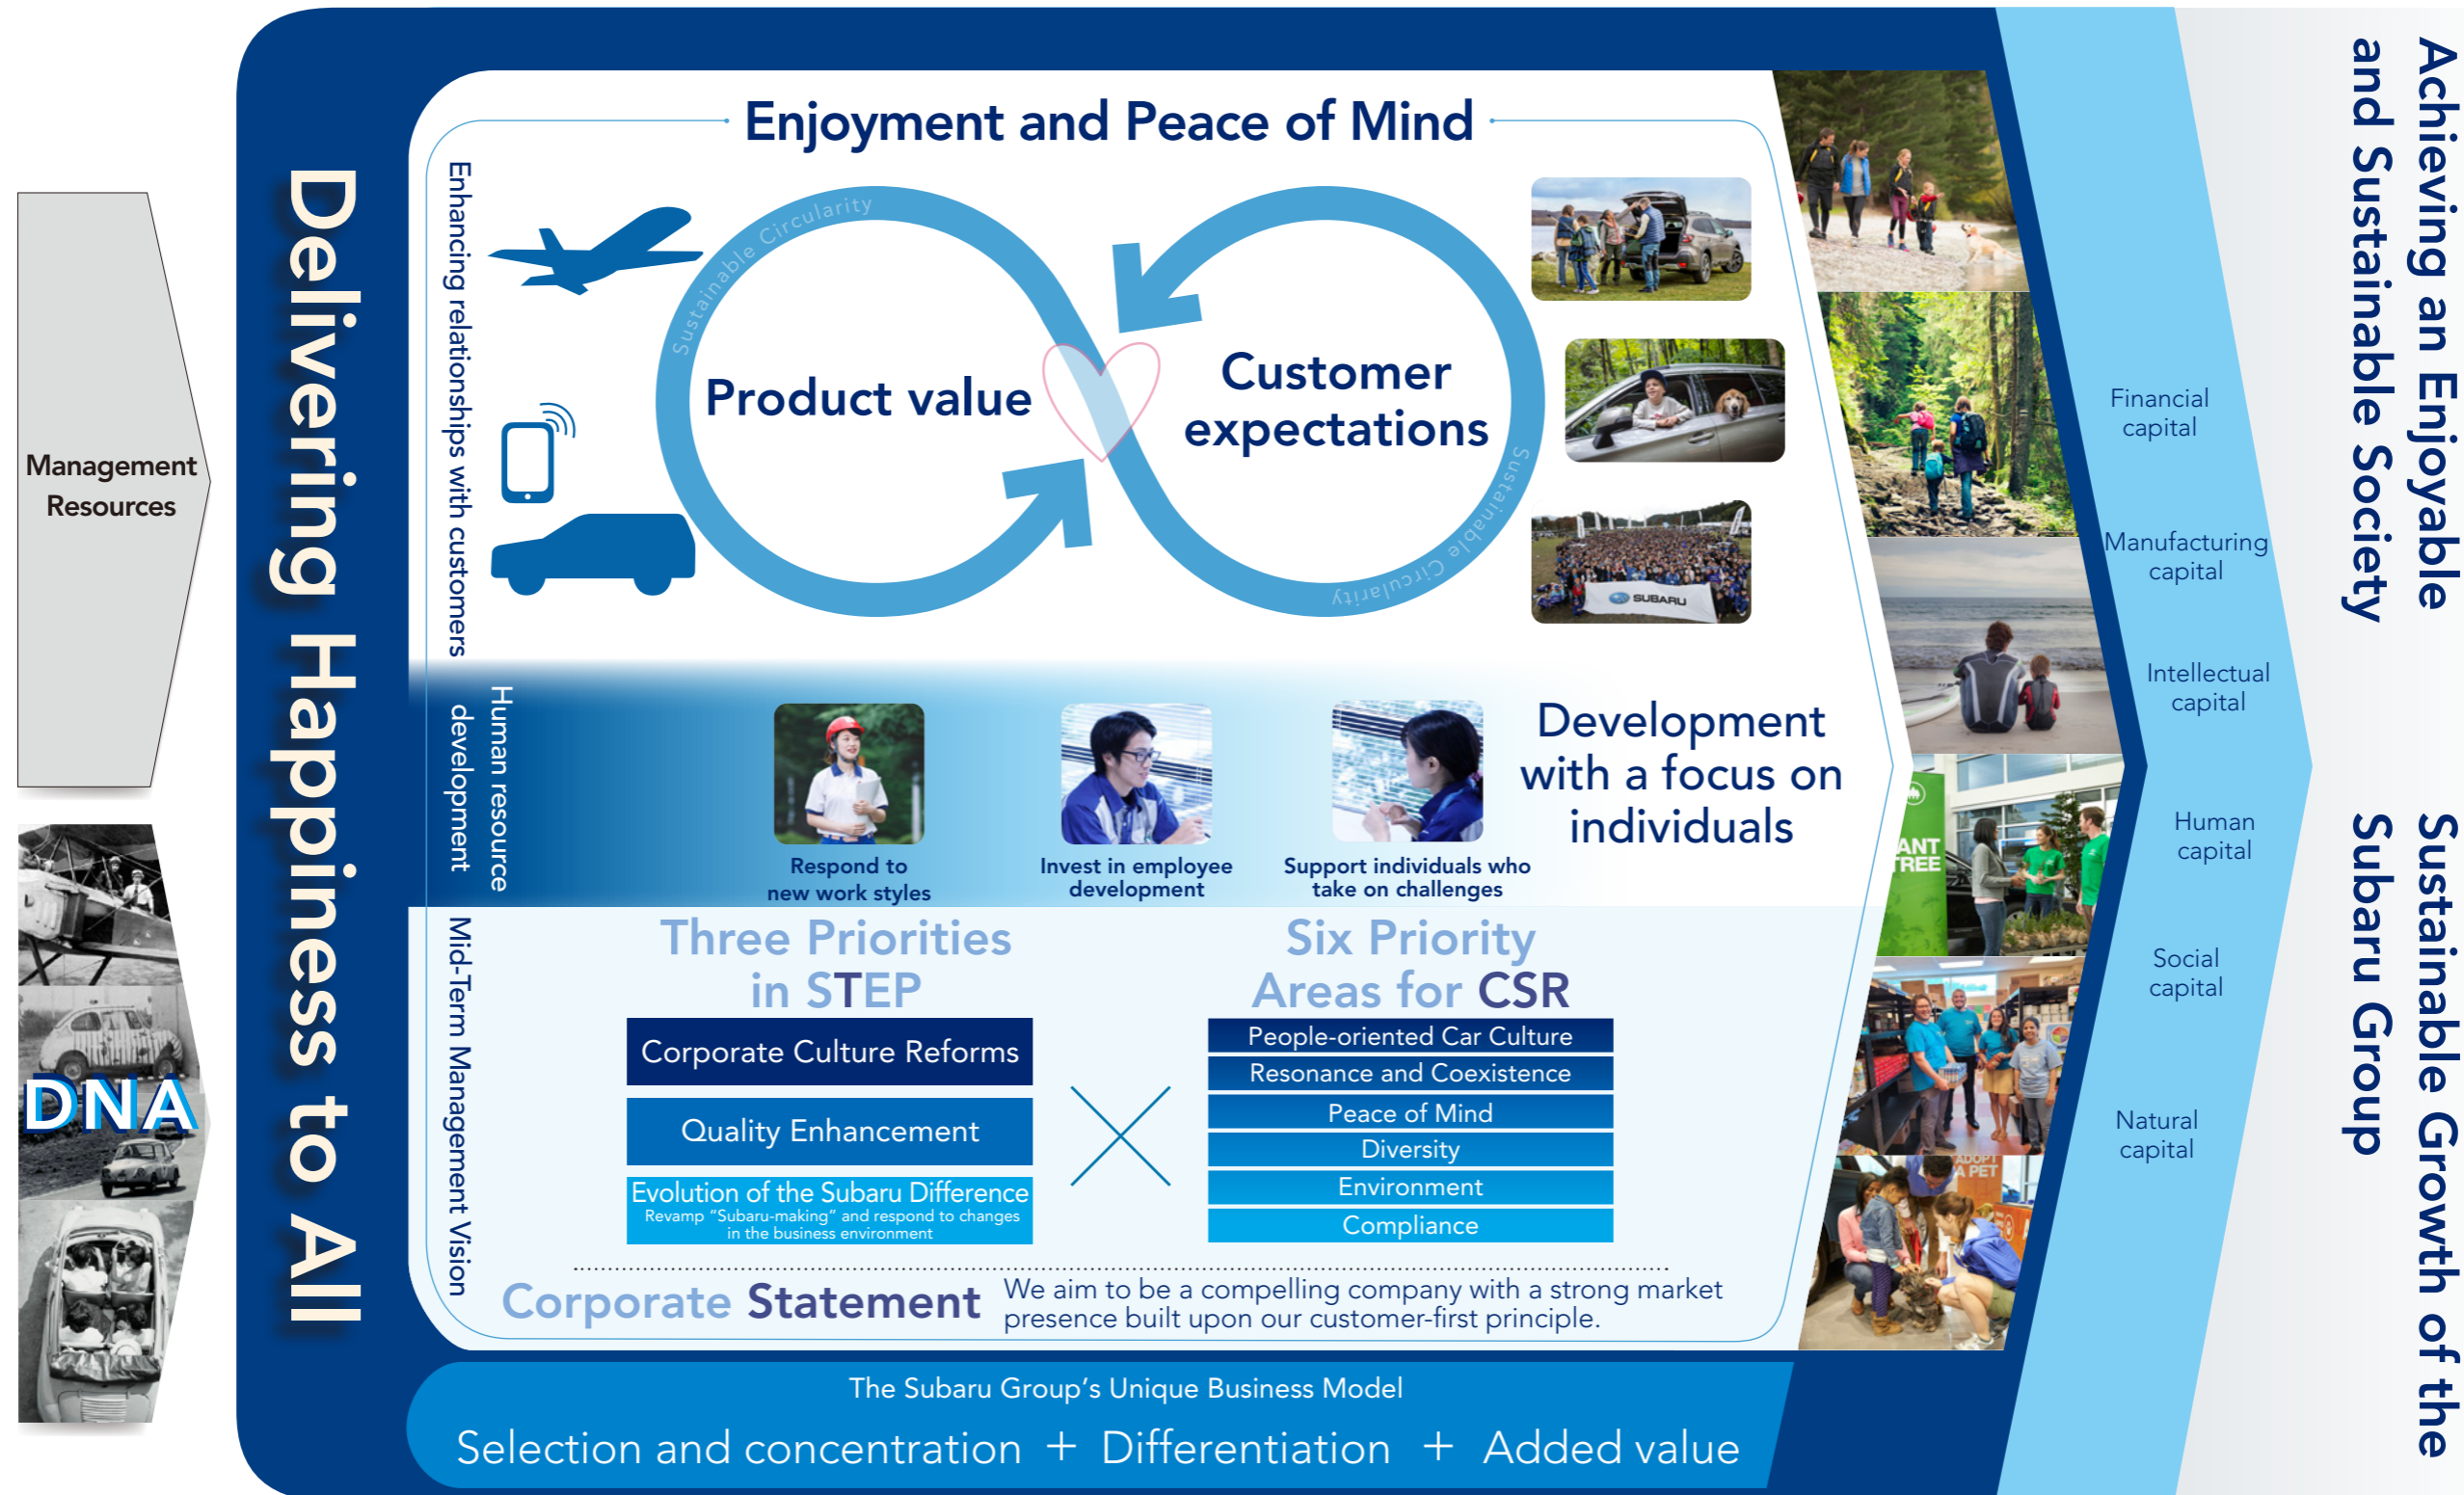 Management
Resources
DNA
Delivering Happiness to All
Enjoyment and Peace of Mind
Enhancing relationships with customers
Sustainable Circularity
Product value
Customer
expectations
Sustainable Circularity
SUBARU
Human resource
development
Respond to
new work styles
Invest in employee
development
Support individuals who
take on challenges
Development
with a focus on
individuals
Mid-Term Management Vision
Three Priorities
in STEP
Corporate Culture Reforms
Quality Enhancement
Evolution of the Subaru Difference
Revamp “Subaru-making” and respond to changes
in the business environment
Six Priority
Areas for CSR
People-oriented Car Culture
Resonance and Coexistence
Peace of Mind
Diversity
Environment
Compliance
Corporate Statement
We aim to be a compelling company with a strong market
presence built upon our customer-first principle.
The Subaru Group’s Unique Business Model
Selection and concentration + Differentiation + Added value
ANT
TREE
ADOPT
A PET
Financial
capital
Manufacturing
capital
Intellectual
capital
Human
capital
Social
capital
Natural
capital
Achieving an Enjoyable
and Sustainable Society
Sustainable Growth of the
Subaru Group